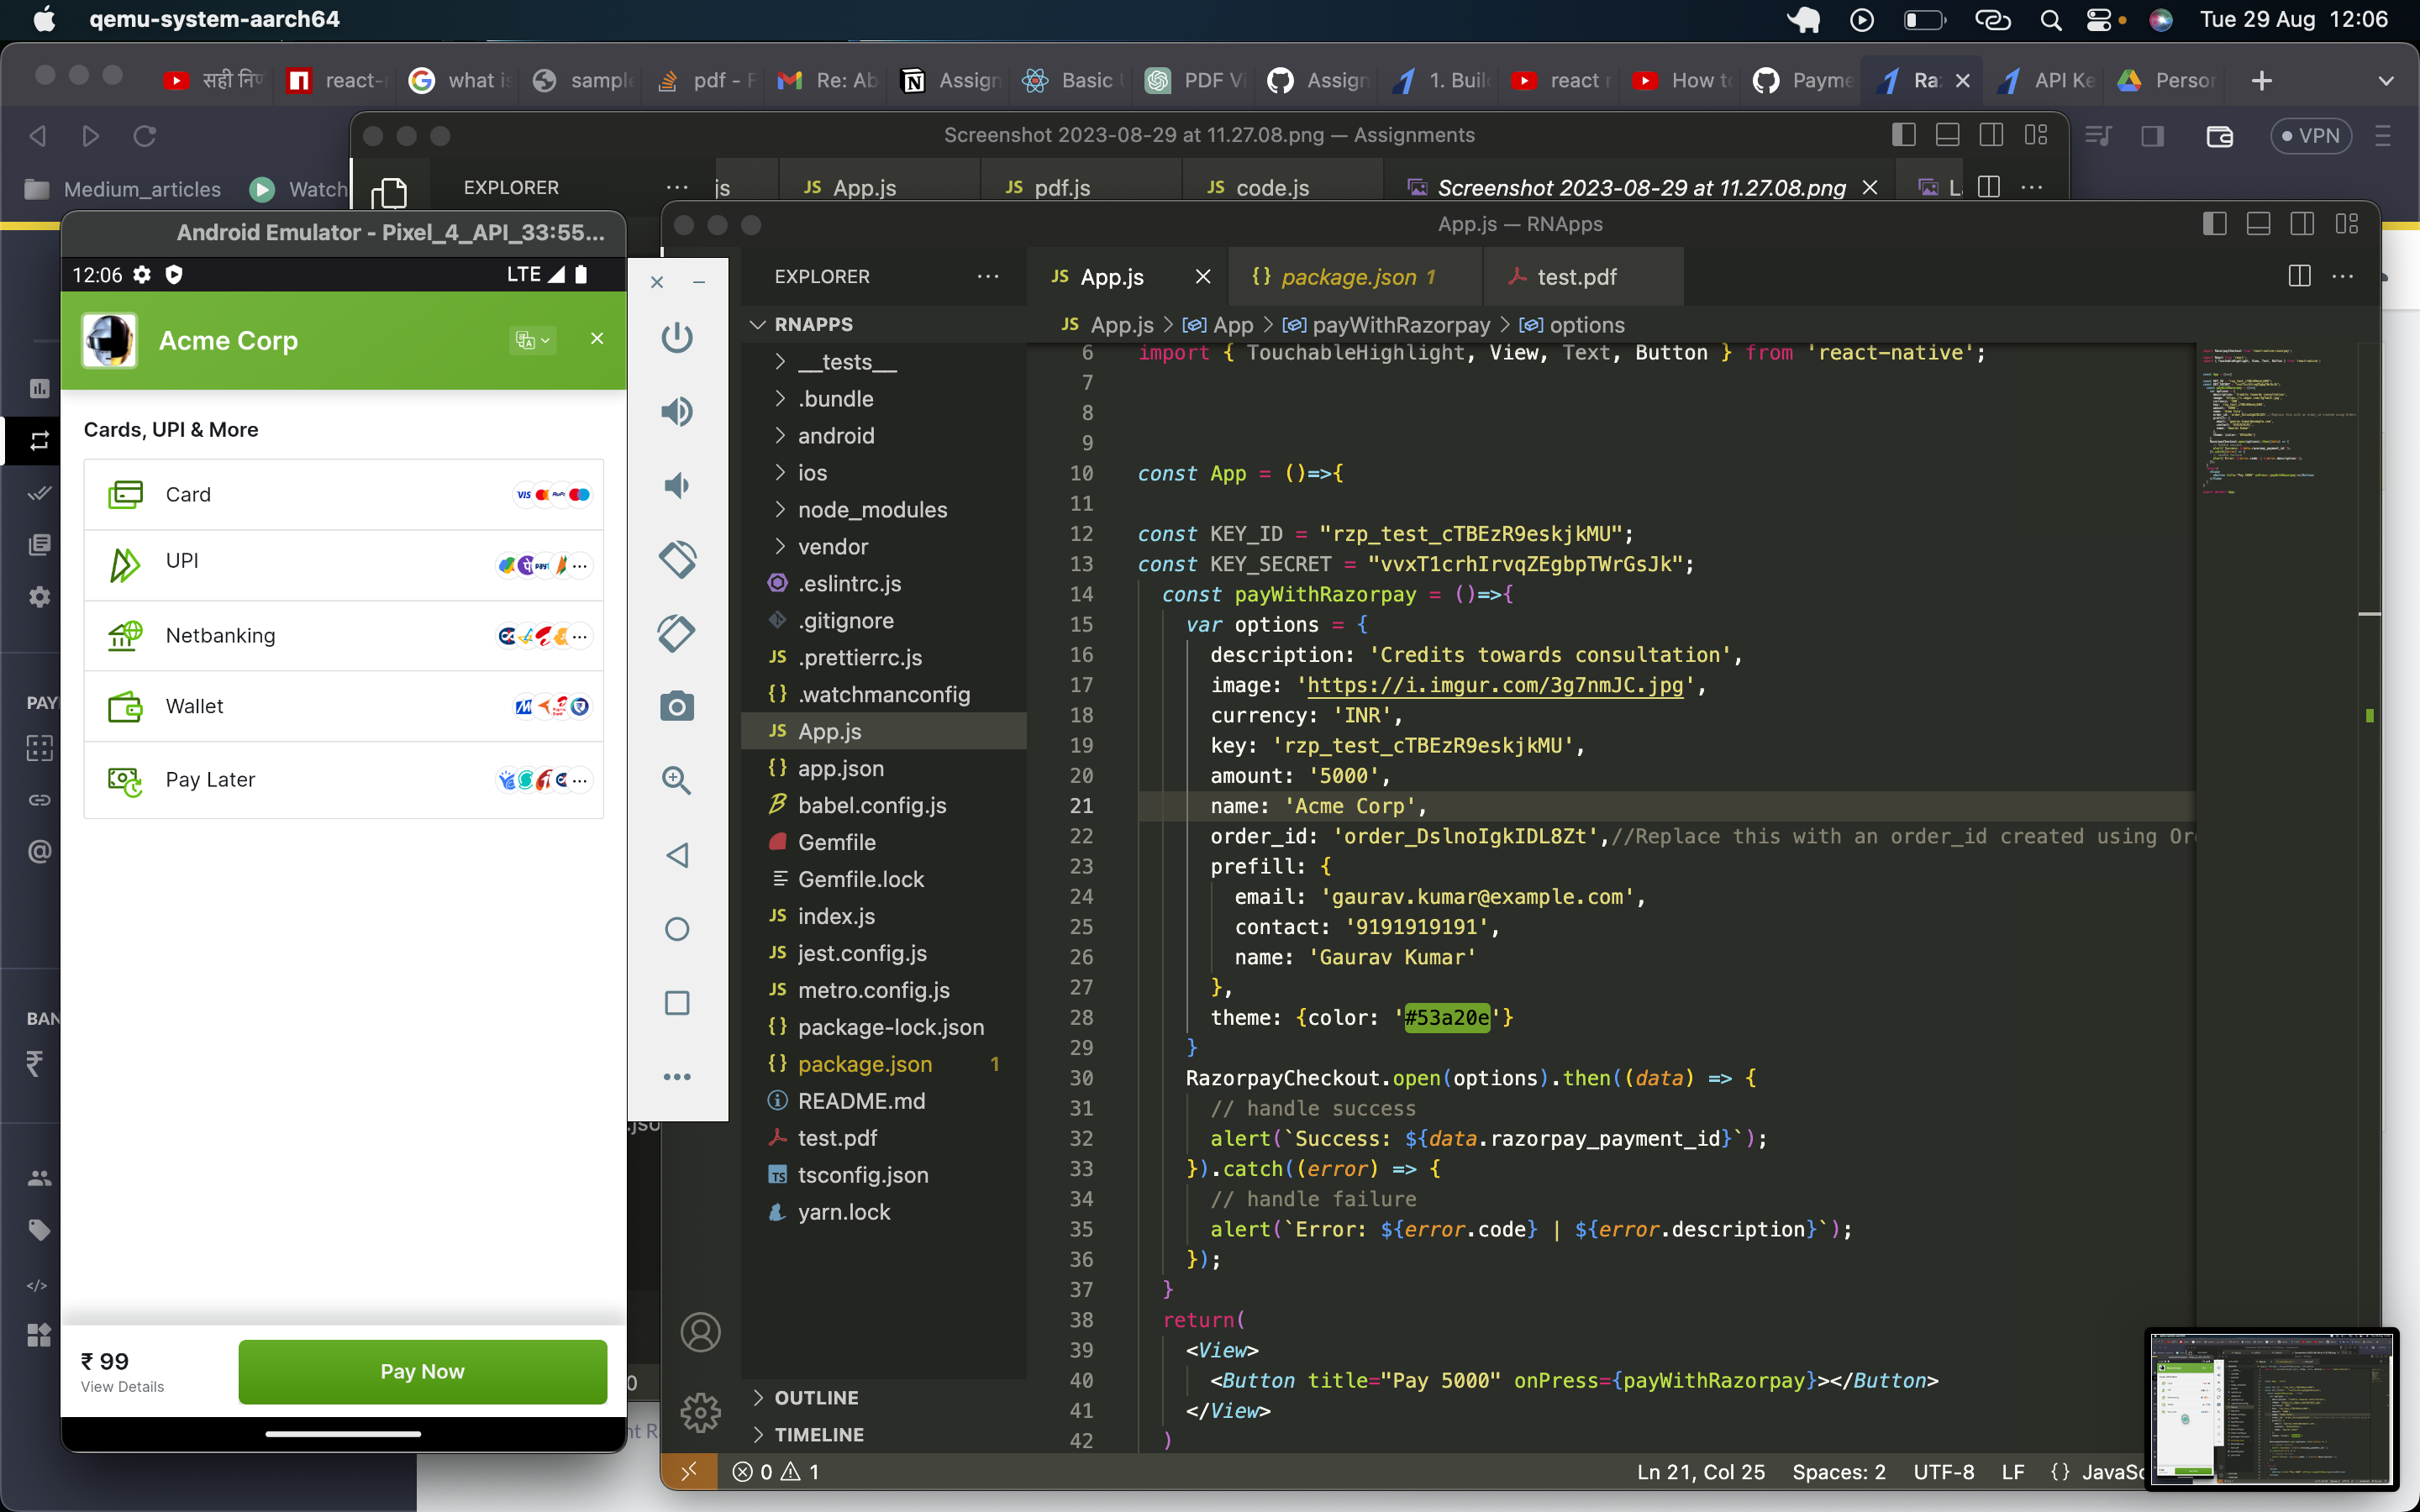 qemu-system-aarch64
Tue 29 Aug 12:06
सही
react-
what is
sample
pdf -
Re: Ab
Assign
Basic
PDF Vi
Assign
1. Buil
react
How to
Payme
Ra
API Ke
Person
VPN
Medium_articles
Watch
Screenshot 2023-08-29 at 11.27.08.png — Assignments
EXPLORER
js
JS App.js
JS pdf.js
JS code.js
Screenshot 2023-08-29 at 11.27.08.png
Android Emulator - Pixel_4_API_33:55...
12:06
LTE
Acme Corp
Cards, UPI & More
Card
VISA
UPI
Netbanking
Wallet
Pay Later
₹ 99
View Details
Pay Now
PAY
BAN
₹
App.js — RNApps
EXPLORER
JS App.js
{} package.json 1
test.pdf
RNAPPS
JS App.js > App > payWithRazorpay > options
__tests__
.bundle
android
ios
node_modules
vendor
.eslintrc.js
.gitignore
JS .prettierrc.js
{} .watchmanconfig
JS App.js
{} app.json
babel.config.js
Gemfile
Gemfile.lock
JS index.js
JS jest.config.js
JS metro.config.js
{} package-lock.json
{} package.json 1
README.md
test.pdf
TS tsconfig.json
yarn.lock
OUTLINE
TIMELINE
6 import { TouchableHighlight, View, Text, Button } from 'react-native';
7
8
9
10 const App = ()=>{
11
12 const KEY_ID = "rzp_test_cTBEzR9eskjkMU";
13 const KEY_SECRET = "vvxT1crhIrvqZEgbpTWrGsJk";
14 const payWithRazorpay = ()=>{
15 var options = {
16 description: 'Credits towards consultation',
17 image: 'https://i.imgur.com/3g7nmJC.jpg',
18 currency: 'INR',
19 key: 'rzp_test_cTBEzR9eskjkMU',
20 amount: '5000',
21 name: 'Acme Corp',
22 order_id: 'order_DslnoIgkIDL8Zt',//Replace this with an order_id created using Or
23 prefill: {
24 email: 'gaurav.kumar@example.com',
25 contact: '9191919191',
26 name: 'Gaurav Kumar'
27 },
28 theme: {color: '#53a20e'}
29 }
30 RazorpayCheckout.open(options).then((data) => {
31 // handle success
32 alert(`Success: ${data.razorpay_payment_id}`);
33 }).catch((error) => {
34 // handle failure
35 alert(`Error: ${error.code} | ${error.description}`);
36 });
37 }
38 return(
39 <View>
40 <Button title="Pay 5000" onPress={payWithRazorpay}></Button>
41 </View>
42 )
0 1
Ln 21, Col 25
Spaces: 2
UTF-8
LF
{} JavaSc